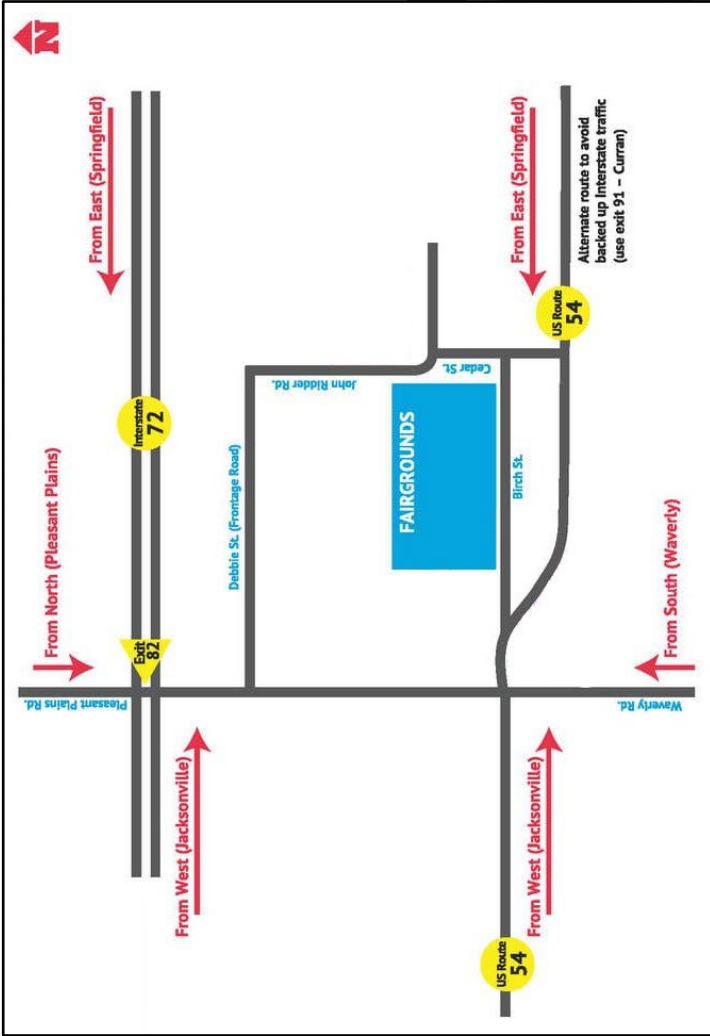 N
From North (Pleasant Plains)
From East (Springfield)
Pleasant Plains Rd.
Exit
82
Interstate
72
From West (Jacksonville)
Debbie St. (Frontage Road)
John Ridder Rd.
FAIRGROUNDS
Cedar St.
Birch St.
US Route
54
From West (Jacksonville)
From East (Springfield)
US Route
54
Alternate route to avoid
backed up Interstate traffic
(use exit 91 – Curran)
Waverly Rd.
From South (Waverly)